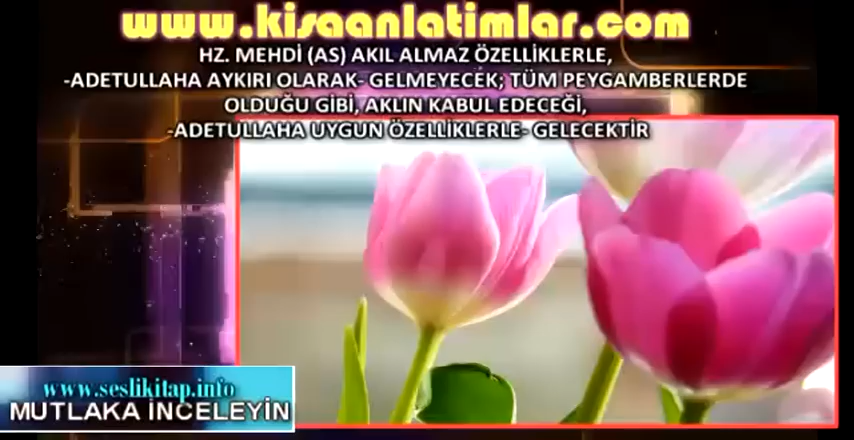 www.kisaanlatimlar.com
HZ. MEHDİ (AS) AKIL ALMAZ ÖZELLİKLERLE,
-ADETULLAHA AYKIRI OLARAK- GELMEYECEK; TÜM PEYGAMBERLERDE
OLDUĞU GİBİ, AKLIN KABUL EDECEĞİ,
-ADETULLAHA UYGUN ÖZELLİKLERLE- GELECEKTİR
www.seslikitap.info
MUTLAKA İNCELEYİN